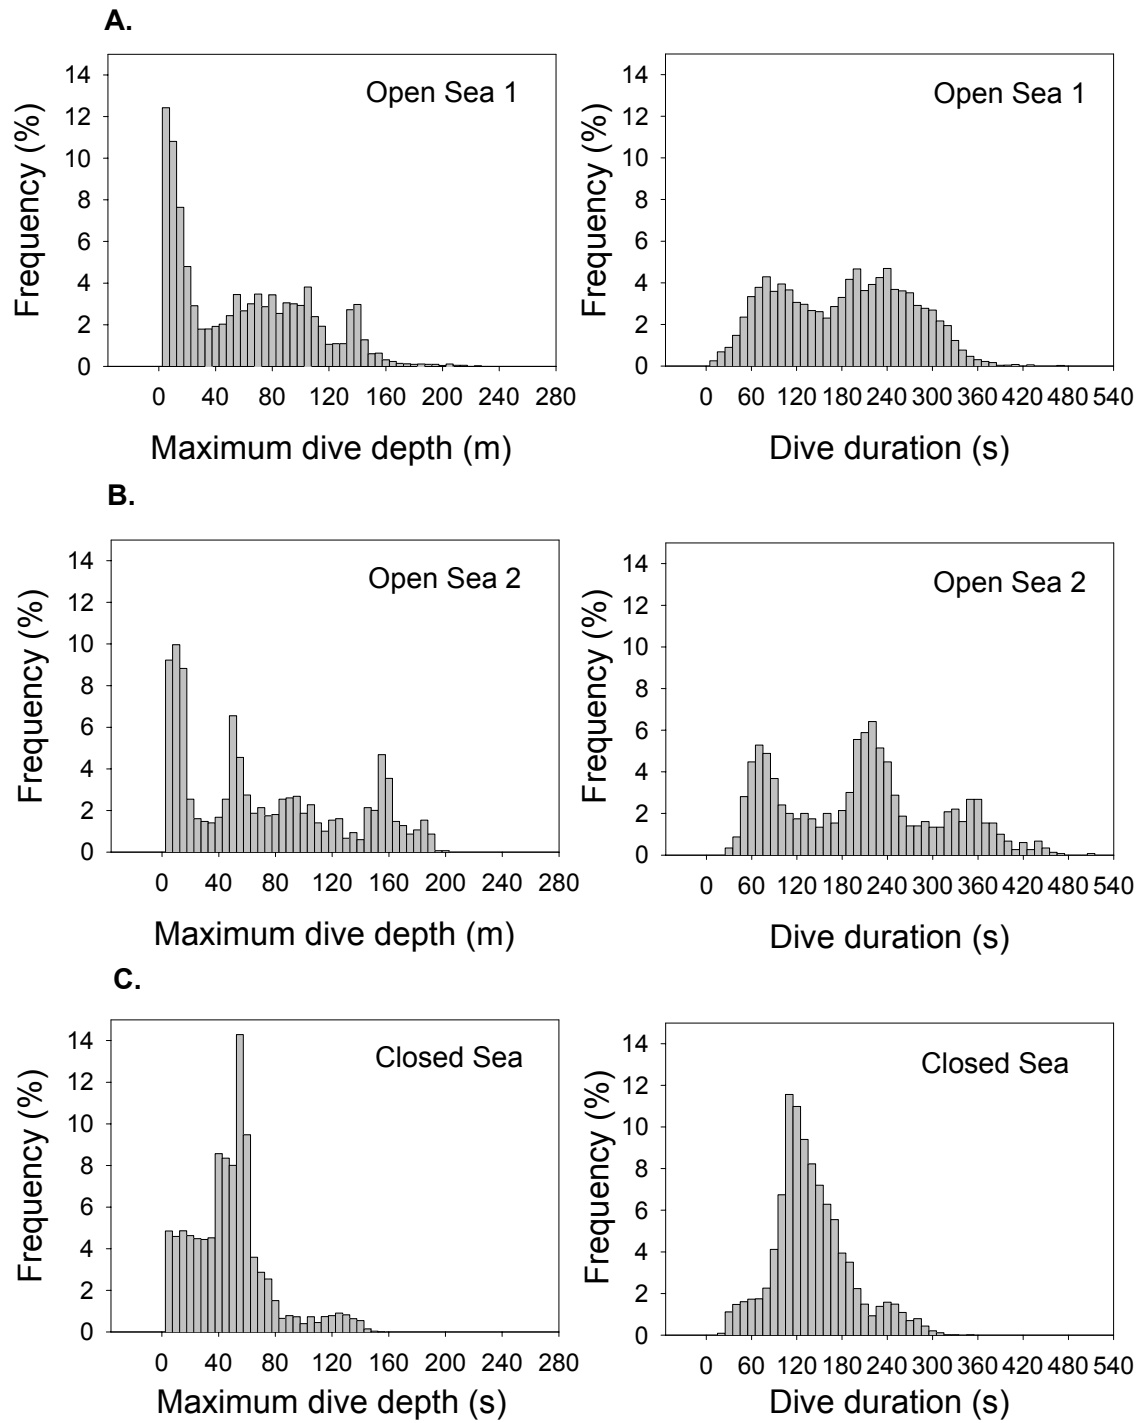 A.
Open Sea 1
Frequency (%)
14
12
10
8
6
4
2
0
0 40 80 120 160 200 240 280
Maximum dive depth (m)
Open Sea 1
Frequency (%)
14
12
10
8
6
4
2
0
0 60 120 180 240 300 360 420 480 540
Dive duration (s)
B.
Open Sea 2
Frequency (%)
14
12
10
8
6
4
2
0
0 40 80 120 160 200 240 280
Maximum dive depth (m)
Open Sea 2
Frequency (%)
14
12
10
8
6
4
2
0
0 60 120 180 240 300 360 420 480 540
Dive duration (s)
C.
Closed Sea
Frequency (%)
14
12
10
8
6
4
2
0
0 40 80 120 160 200 240 280
Maximum dive depth (s)
Closed Sea
Frequency (%)
14
12
10
8
6
4
2
0
0 60 120 180 240 300 360 420 480 540
Dive duration (s)